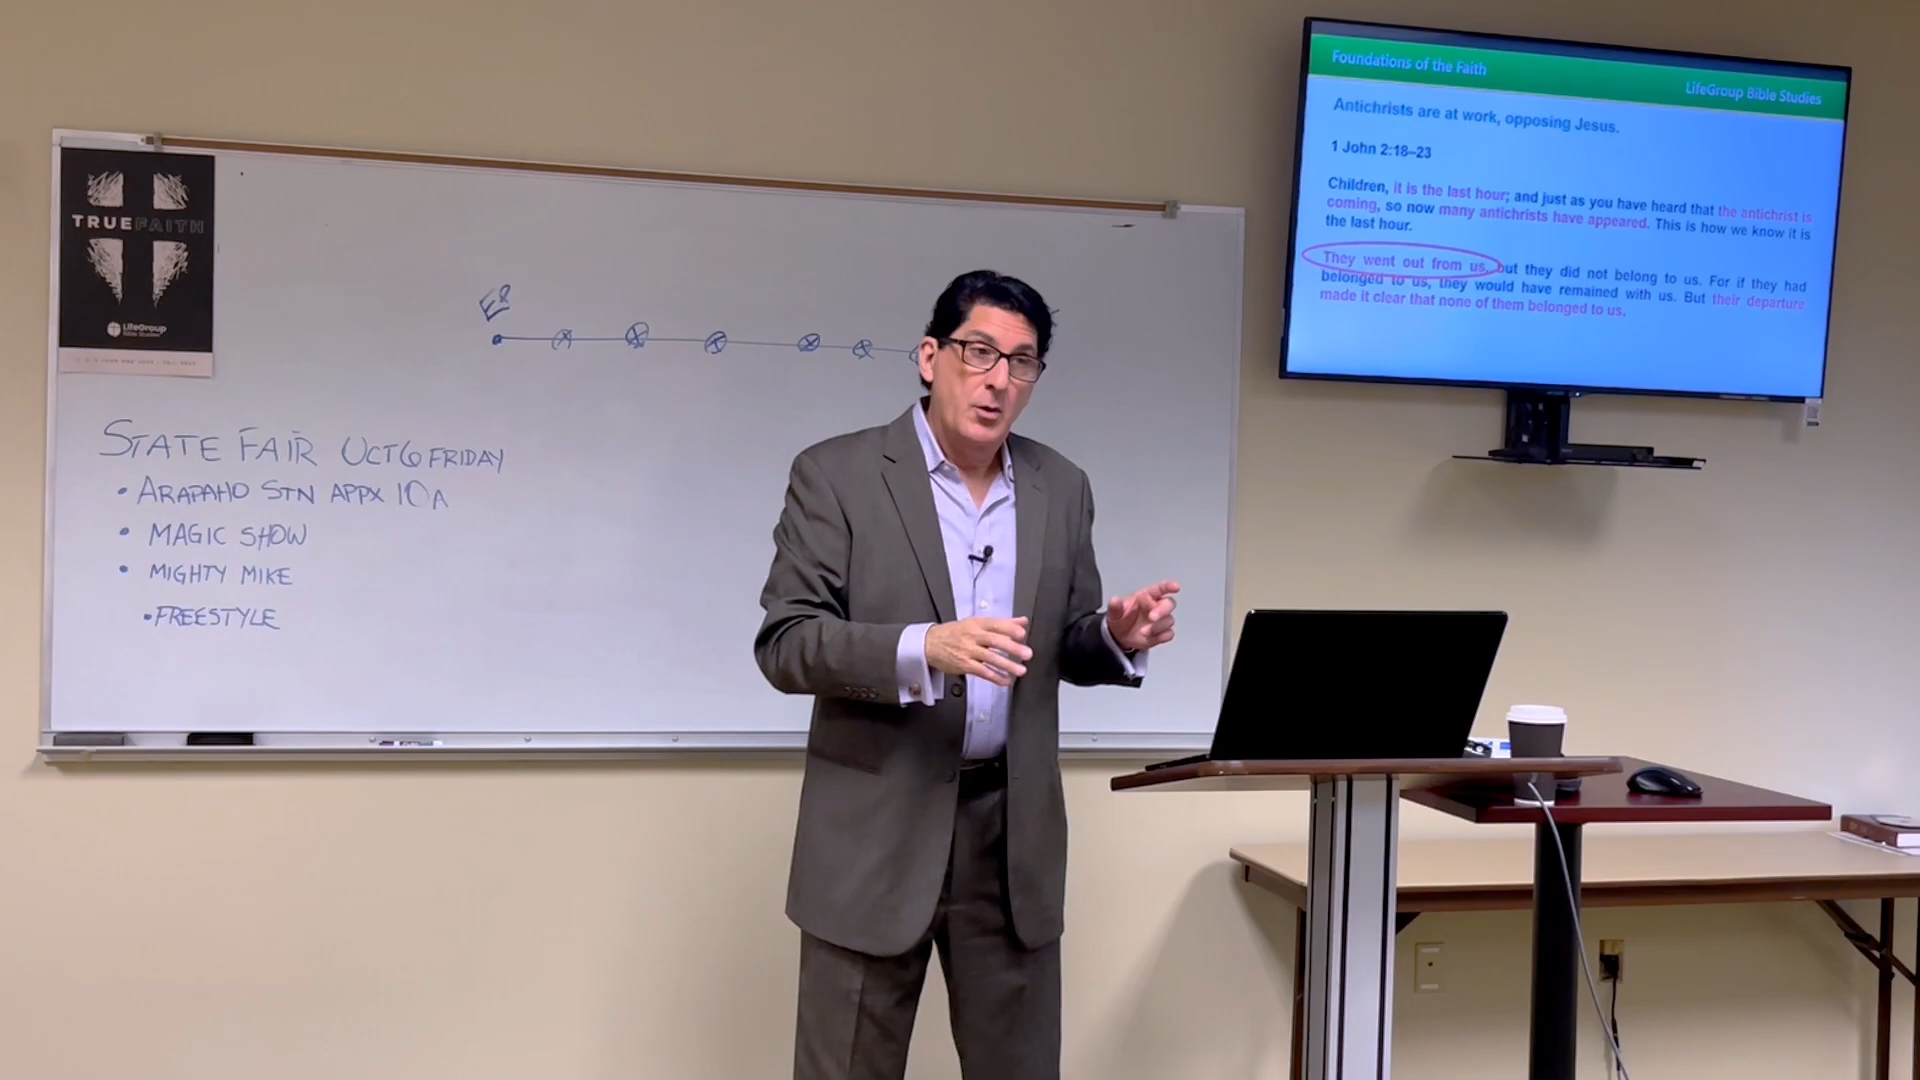 TRUEFAITH
LifeGroup
Bible Studies
STATE FAIR OCT 6 FRIDAY
• ARAPAHO STN APPX 10A
• MAGIC SHOW
• MIGHTY MIKE
• FREESTYLE
Foundations of the Faith
LifeGroup Bible Studies
Antichrists are at work, opposing Jesus.
1 John 2:18–23
Children, it is the last hour; and just as you have heard that the antichrist is
coming, so now many antichrists have appeared. This is how we know it is
the last hour.
They went out from us, but they did not belong to us. For if they had
belonged to us, they would have remained with us. But their departure
made it clear that none of them belonged to us.